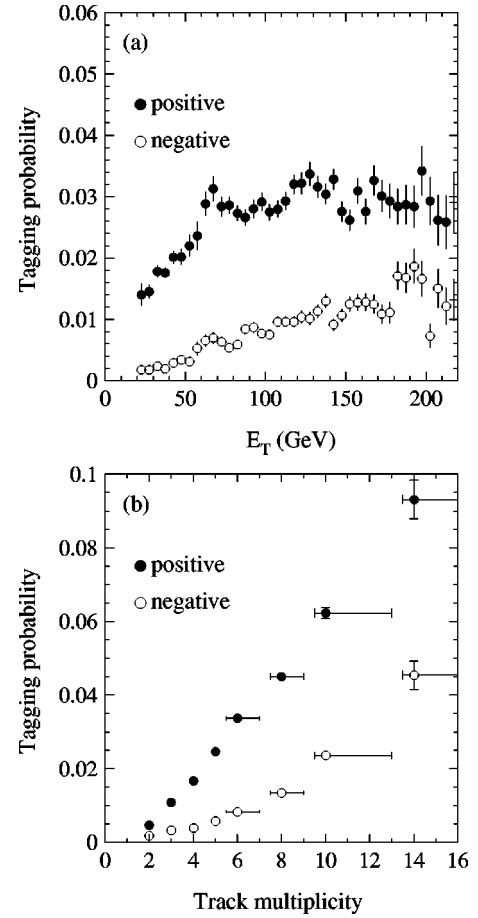 0.06
(a)
0.05
positive
0.04
negative
0.03
0.02
0.01
0
0 50 100 150 200
Tagging probability
E_T (GeV)
0.1
(b)
0.08
positive
negative
0.06
0.04
0.02
0
0 2 4 6 8 10 12 14 16
Tagging probability
Track multiplicity